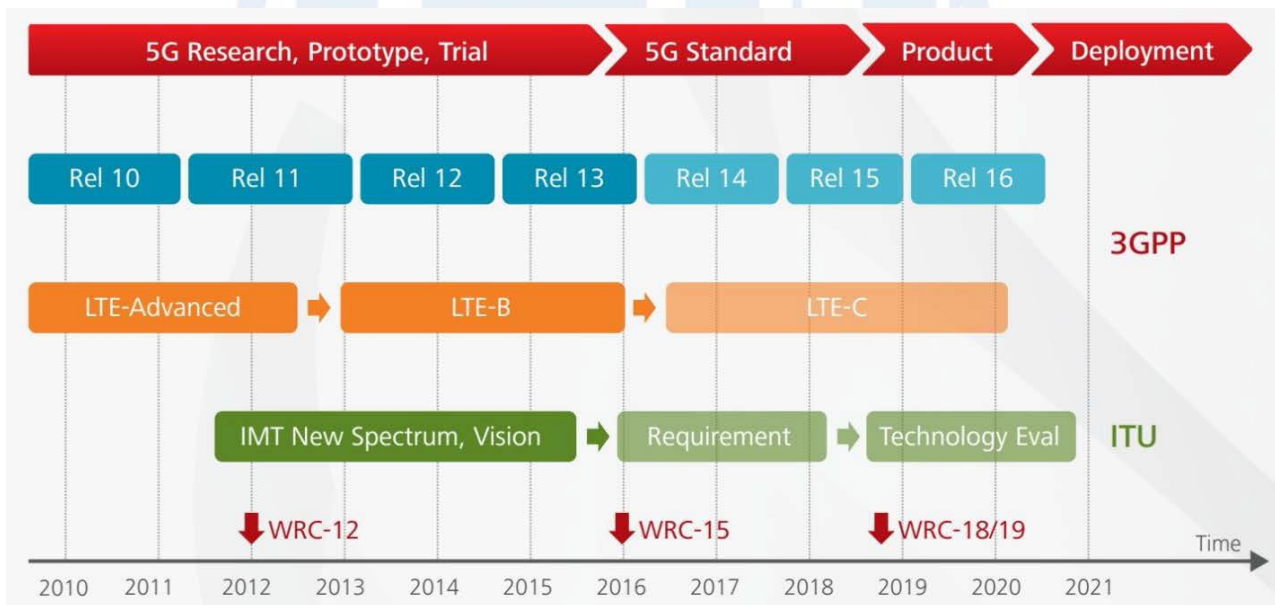 5G Research, Prototype, Trial
5G Standard
Product
Deployment
Rel 10
Rel 11
Rel 12
Rel 13
Rel 14
Rel 15
Rel 16
3GPP
LTE-Advanced
LTE-B
LTE-C
IMT New Spectrum, Vision
Requirement
Technology Eval
ITU
WRC-12
WRC-15
WRC-18/19
Time
2010
2011
2012
2013
2014
2015
2016
2017
2018
2019
2020
2021